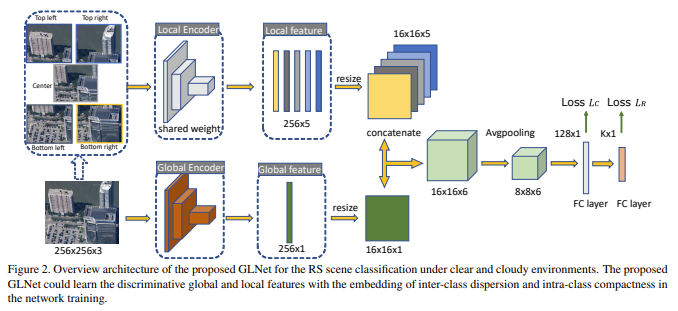 Top left
Top right
Center
Bottom left
Bottom right
Local Encoder
shared weight
Local feature
256x5
resize
16x16x5
concatenate
Avgpooling
128x1
Kx1
Loss LC
Loss LR
16x16x6
8x8x6
FC layer
FC layer
256x256x3
Global Encoder
Global feature
256x1
resize
16x16x1
Figure 2. Overview architecture of the proposed GLNet for the RS scene classification under clear and cloudy environments. The proposed
GLNet could learn the discriminative global and local features with the embedding of inter-class dispersion and intra-class compactness in
the network training.